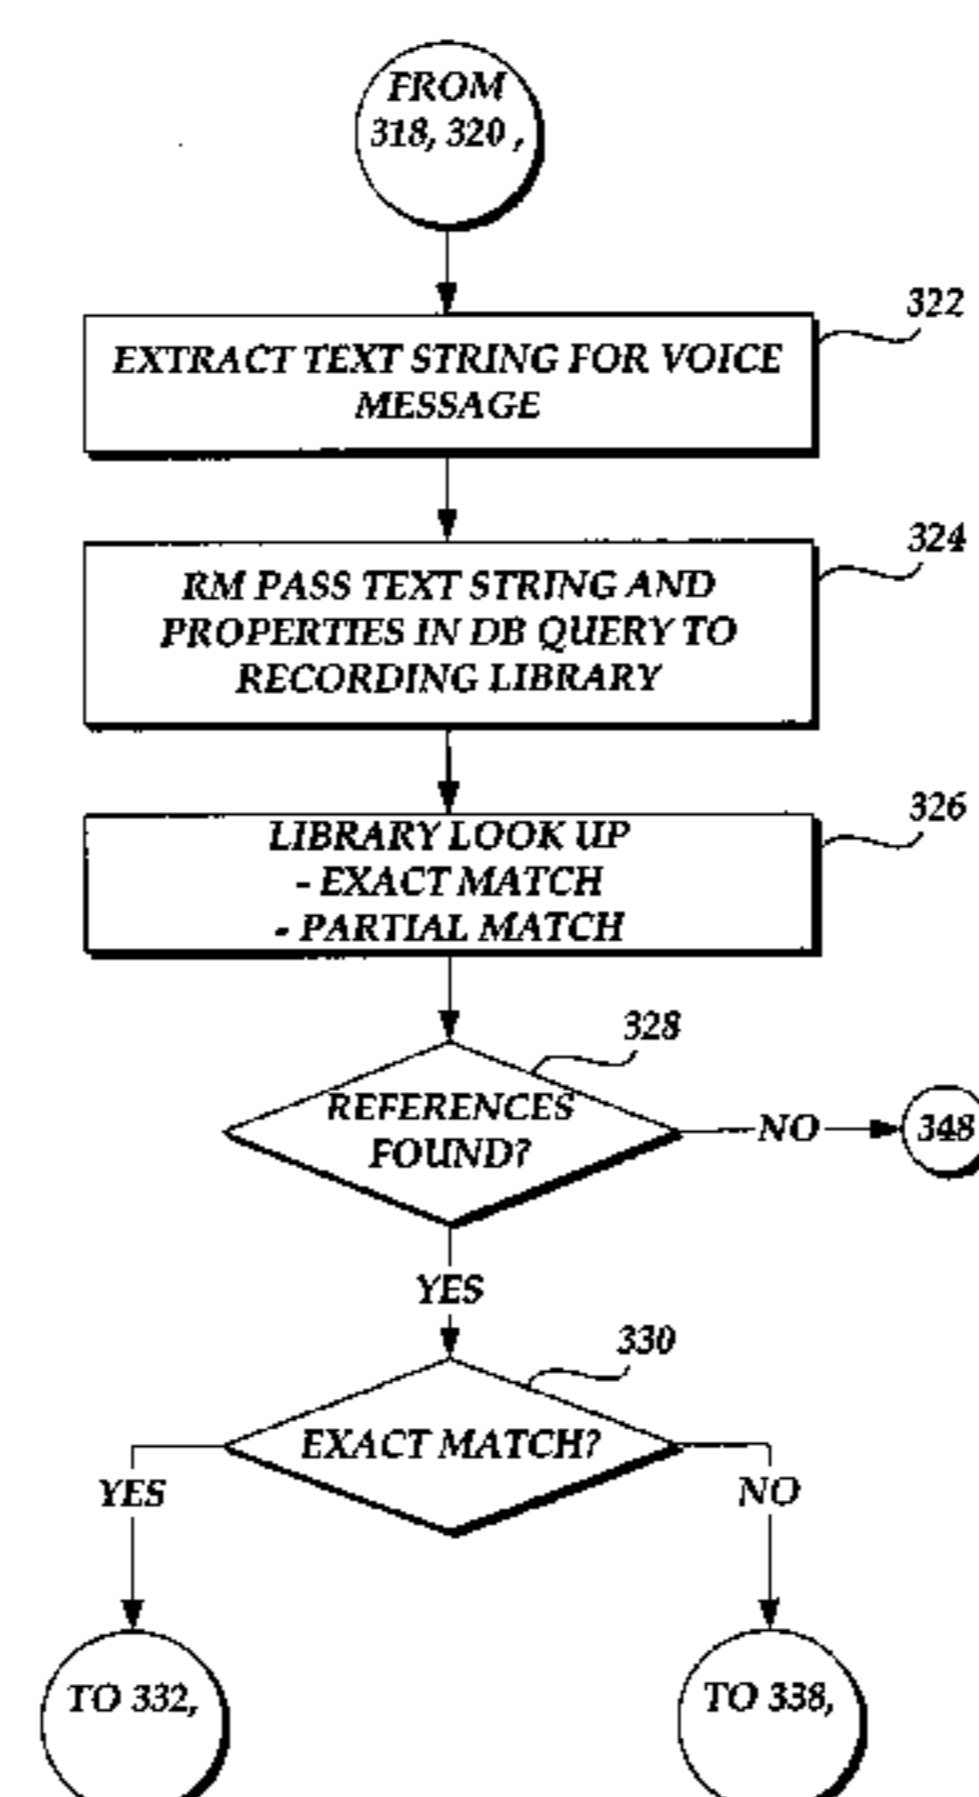 FROM
318, 320 ,
322
EXTRACT TEXT STRING FOR VOICE
MESSAGE
324
RM PASS TEXT STRING AND
PROPERTIES IN DB QUERY TO
RECORDING LIBRARY
326
LIBRARY LOOK UP
- EXACT MATCH
- PARTIAL MATCH
328
REFERENCES
FOUND?
NO
348
YES
330
EXACT MATCH?
YES
NO
TO 332,
TO 338,